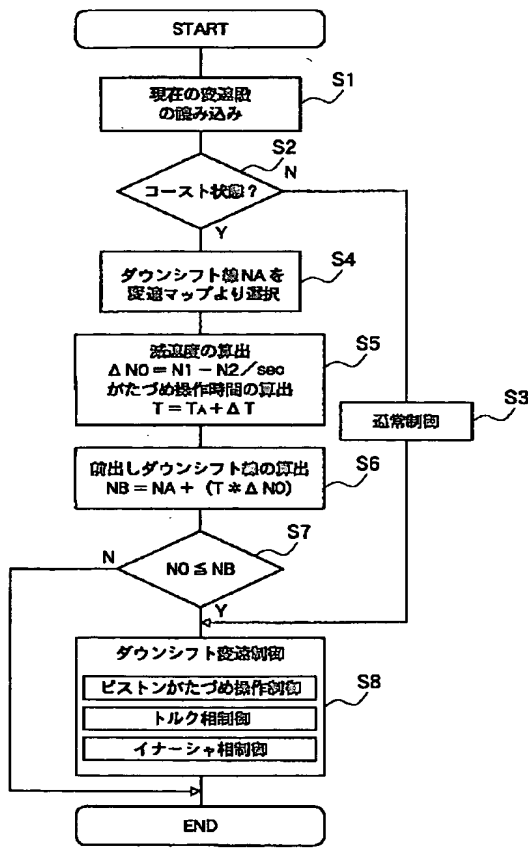 START
S1
現在の変速段
の読み込み
S2
N
コースト状態?
Y
S4
ダウンシフト線NAを
変速マップより選択
S5
減速度の算出
ΔN0=N1-N2/sec
がたづめ操作時間の算出
T=TA+ΔT
S3
通常制御
S6
前出しダウンシフト線の算出
NB=NA+(T*ΔN0)
S7
N
N0≦NB
Y
ダウンシフト変速制御
S8
ピストンがたづめ操作制御
トルク相制御
イナーシャ相制御
END